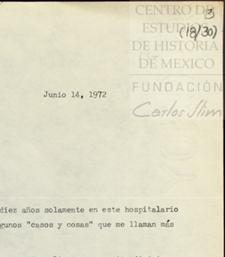 CENTRO DE
ESTUDIOS
DE HISTORIA
DE MEXICO
FUNDACIÓN
Carlos Slim
3
(18/30)
Junio 14, 1972
diez años solamente en este hospitalario
gunos "casos y cosas" que me llaman más